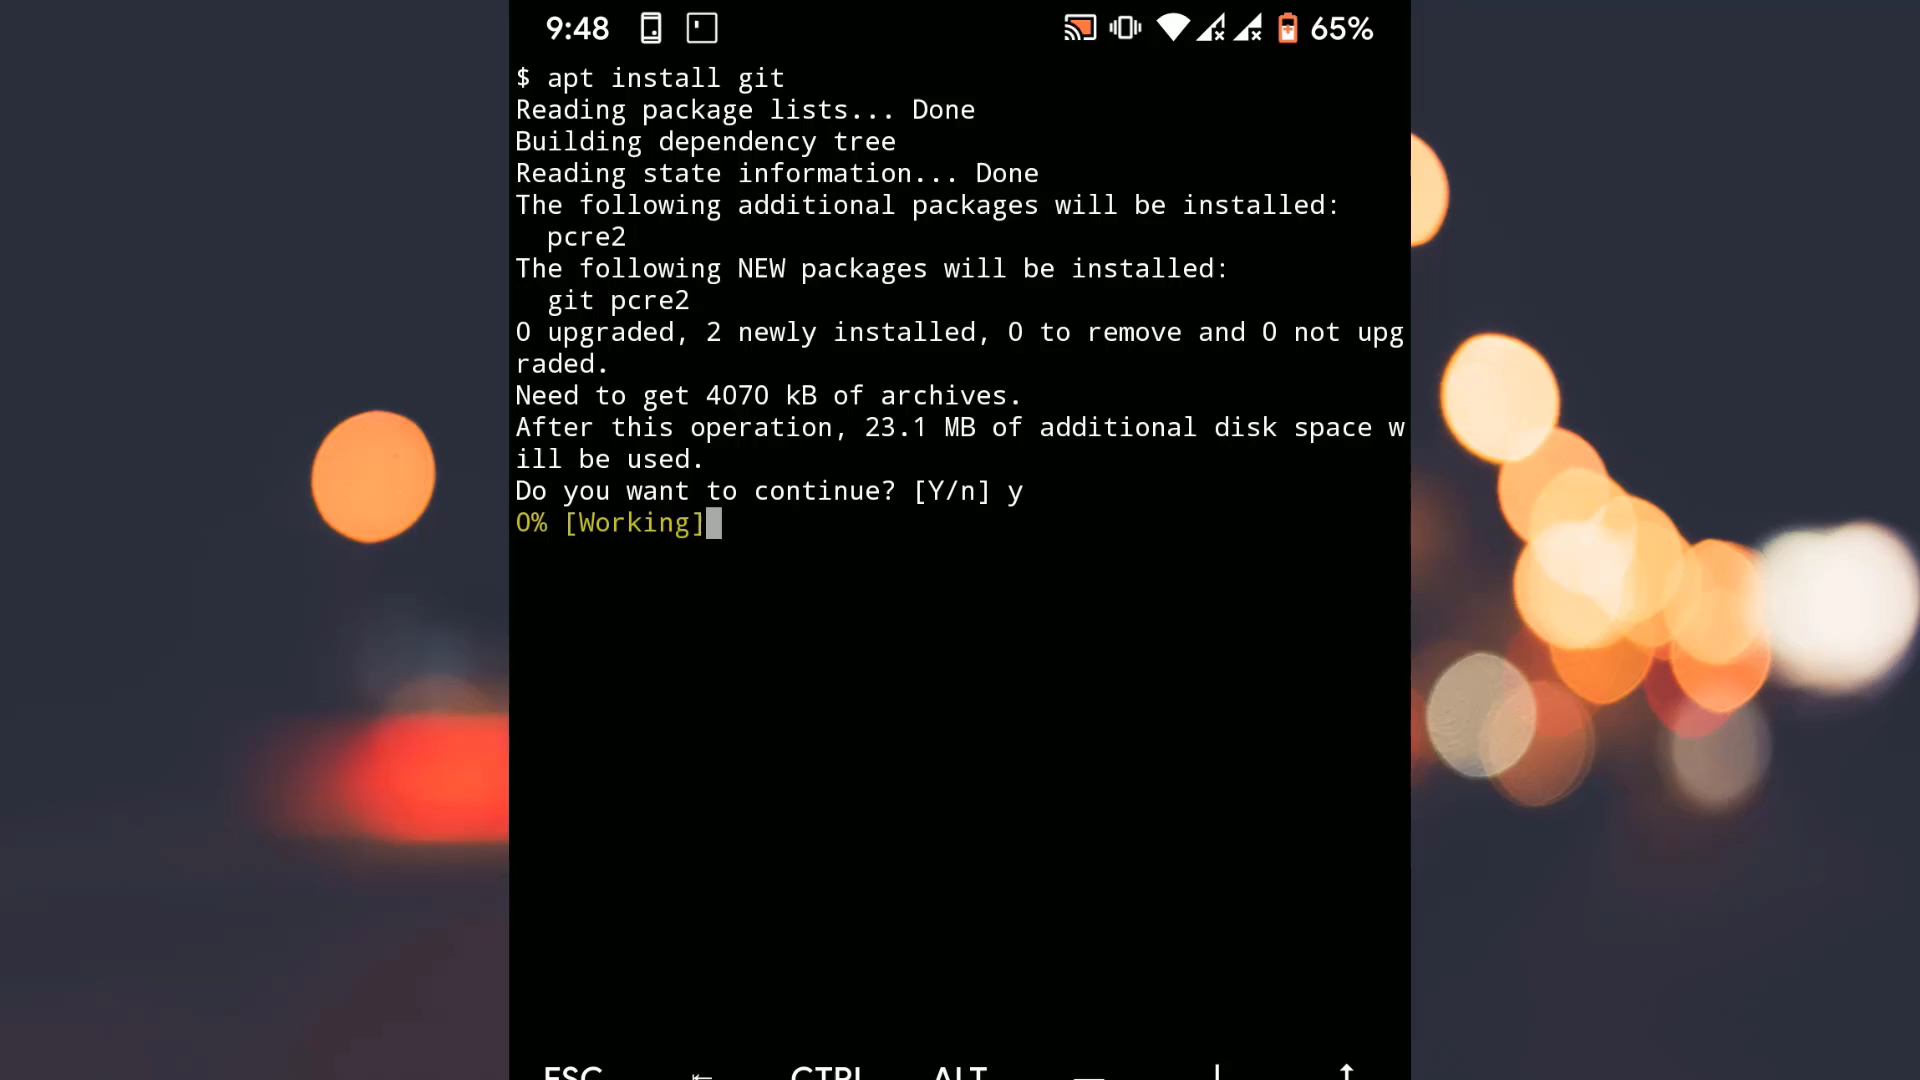 9:48 65%
$ apt install git
Reading package lists... Done
Building dependency tree
Reading state information... Done
The following additional packages will be installed:
  pcre2
The following NEW packages will be installed:
  git pcre2
0 upgraded, 2 newly installed, 0 to remove and 0 not upg
raded.
Need to get 4070 kB of archives.
After this operation, 23.1 MB of additional disk space w
ill be used.
Do you want to continue? [Y/n] y
0% [Working]
ESC CTRL ALT